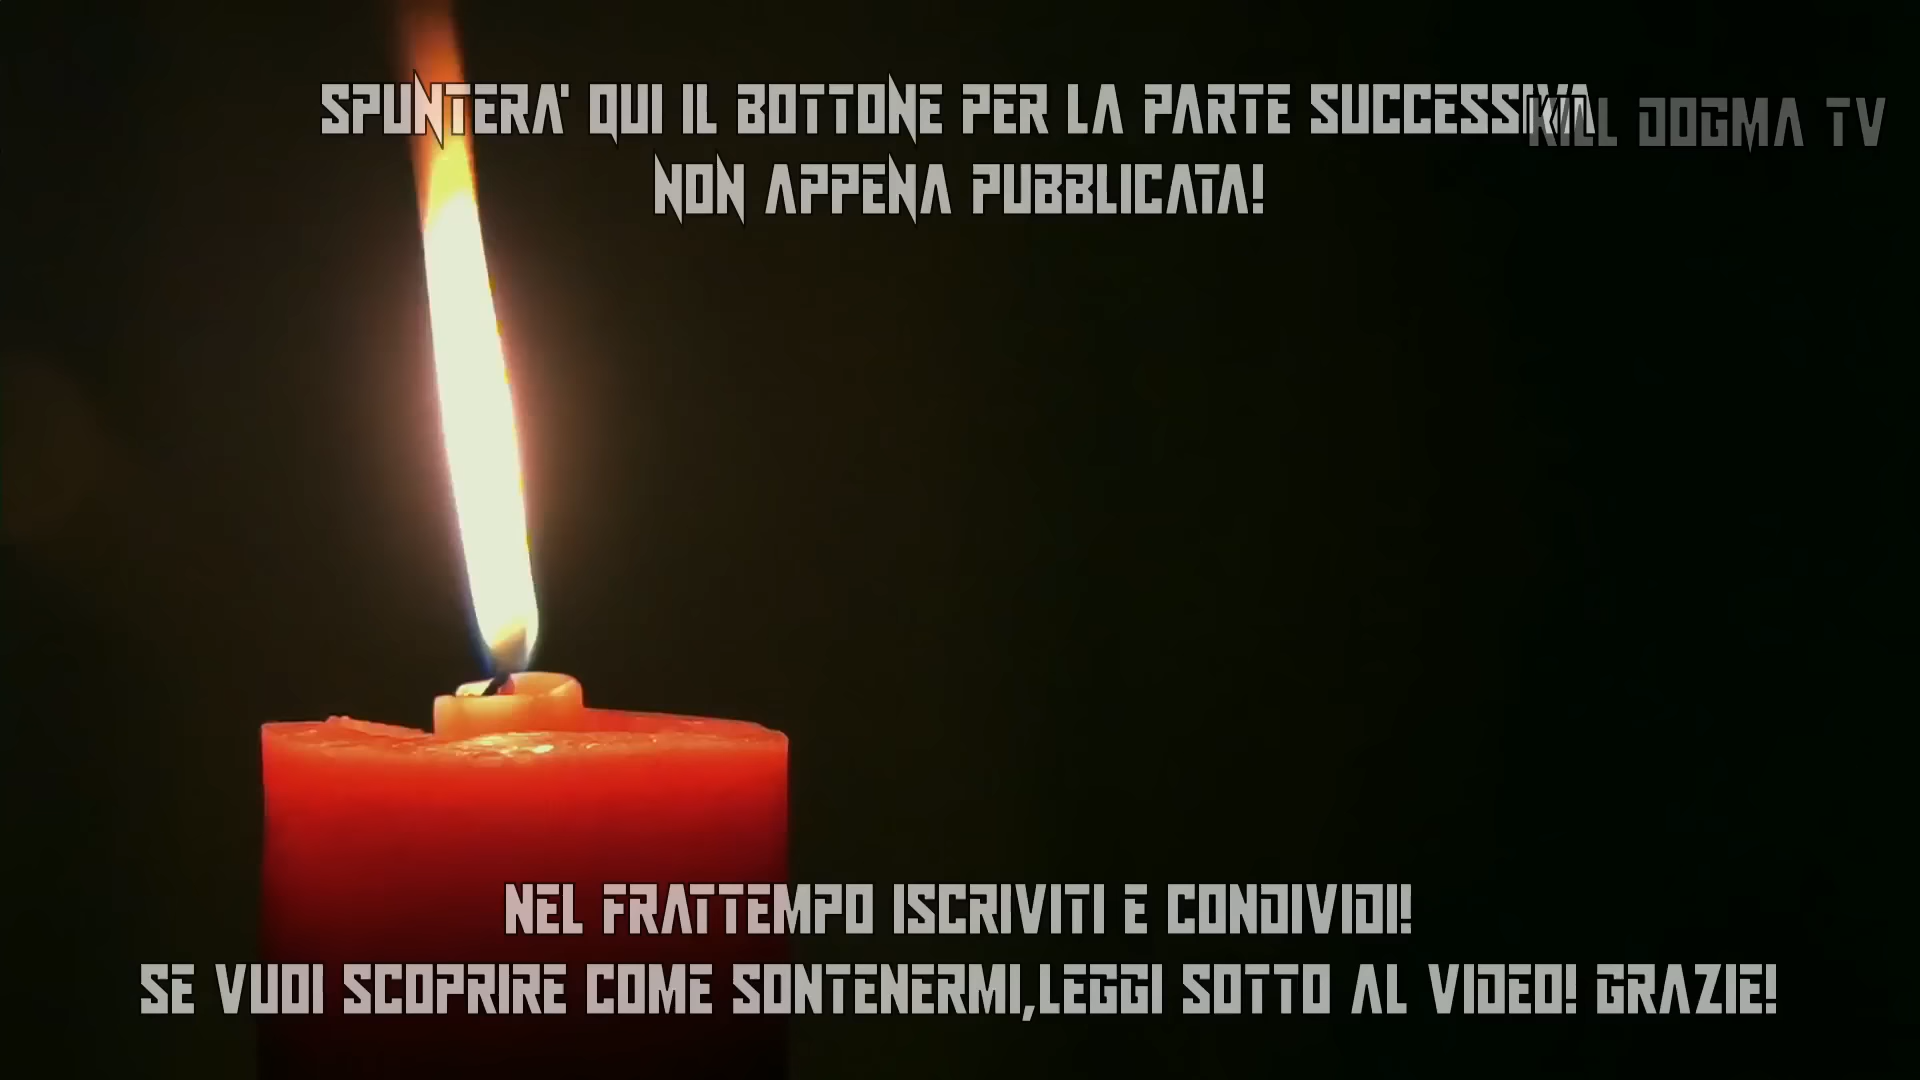 SPUNTERA' QUI IL BOTTONE PER LA PARTE SUCCESSIVA
KILL DOGMA TV
NON APPENA PUBBLICATA!
NEL FRATTEMPO ISCRIVITI E CONDIVIDI!
SE VUOI SCOPRIRE COME SONTENERMI,LEGGI SOTTO AL VIDEO! GRAZIE!